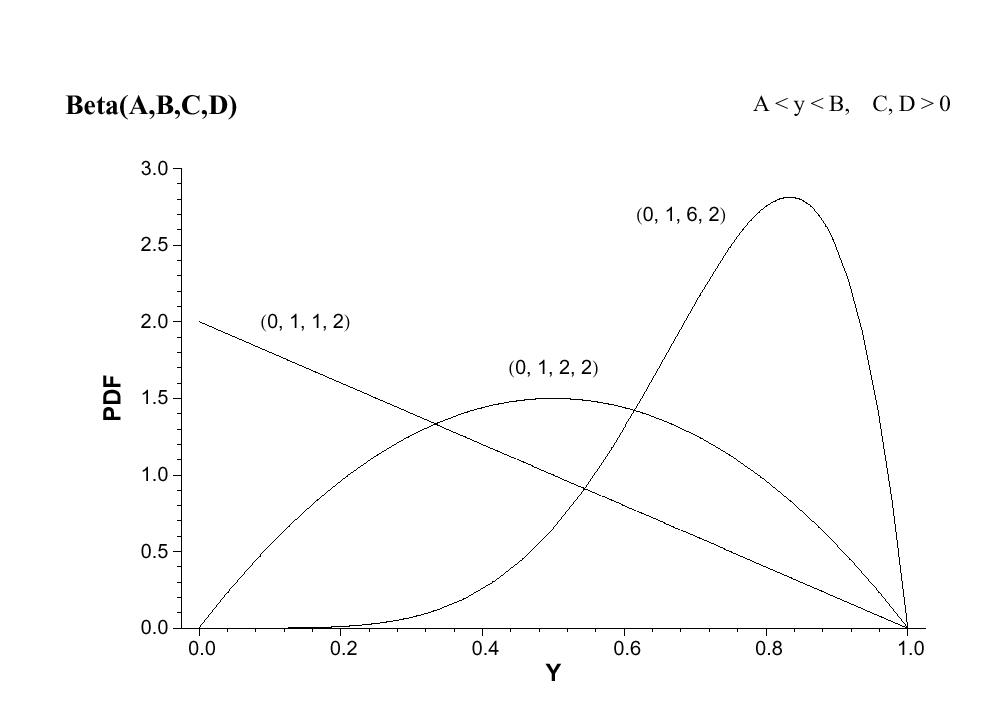 Beta(A,B,C,D)
A < y < B, C, D > 0
3.0
(0, 1, 6, 2)
2.5
2.0
(0, 1, 1, 2)
(0, 1, 2, 2)
1.5
PDF
1.0
0.5
0.0
0.0 0.2 0.4 0.6 0.8 1.0
Y